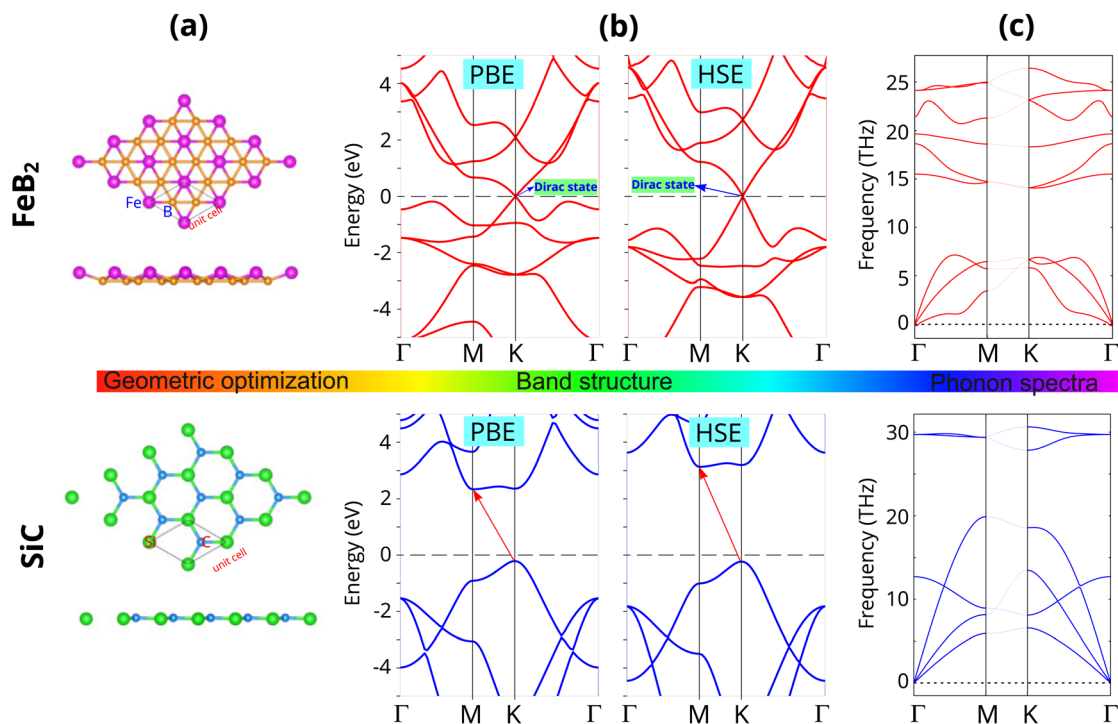 (a)
(b)
(c)
FeB₂
Fe
B
unit cell
Energy (eV)
4
2
0
-2
-4
PBE
Dirac state
Γ M K Γ
HSE
Dirac state
Γ M K Γ
Frequency (THz)
25
20
15
10
5
0
Γ M K Γ
Geometric optimization Band structure Phonon spectra
SiC
Si
C
unit cell
Energy (eV)
4
2
0
-2
-4
PBE
Γ M K Γ
HSE
Γ M K Γ
Frequency (THz)
30
20
10
0
Γ M K Γ